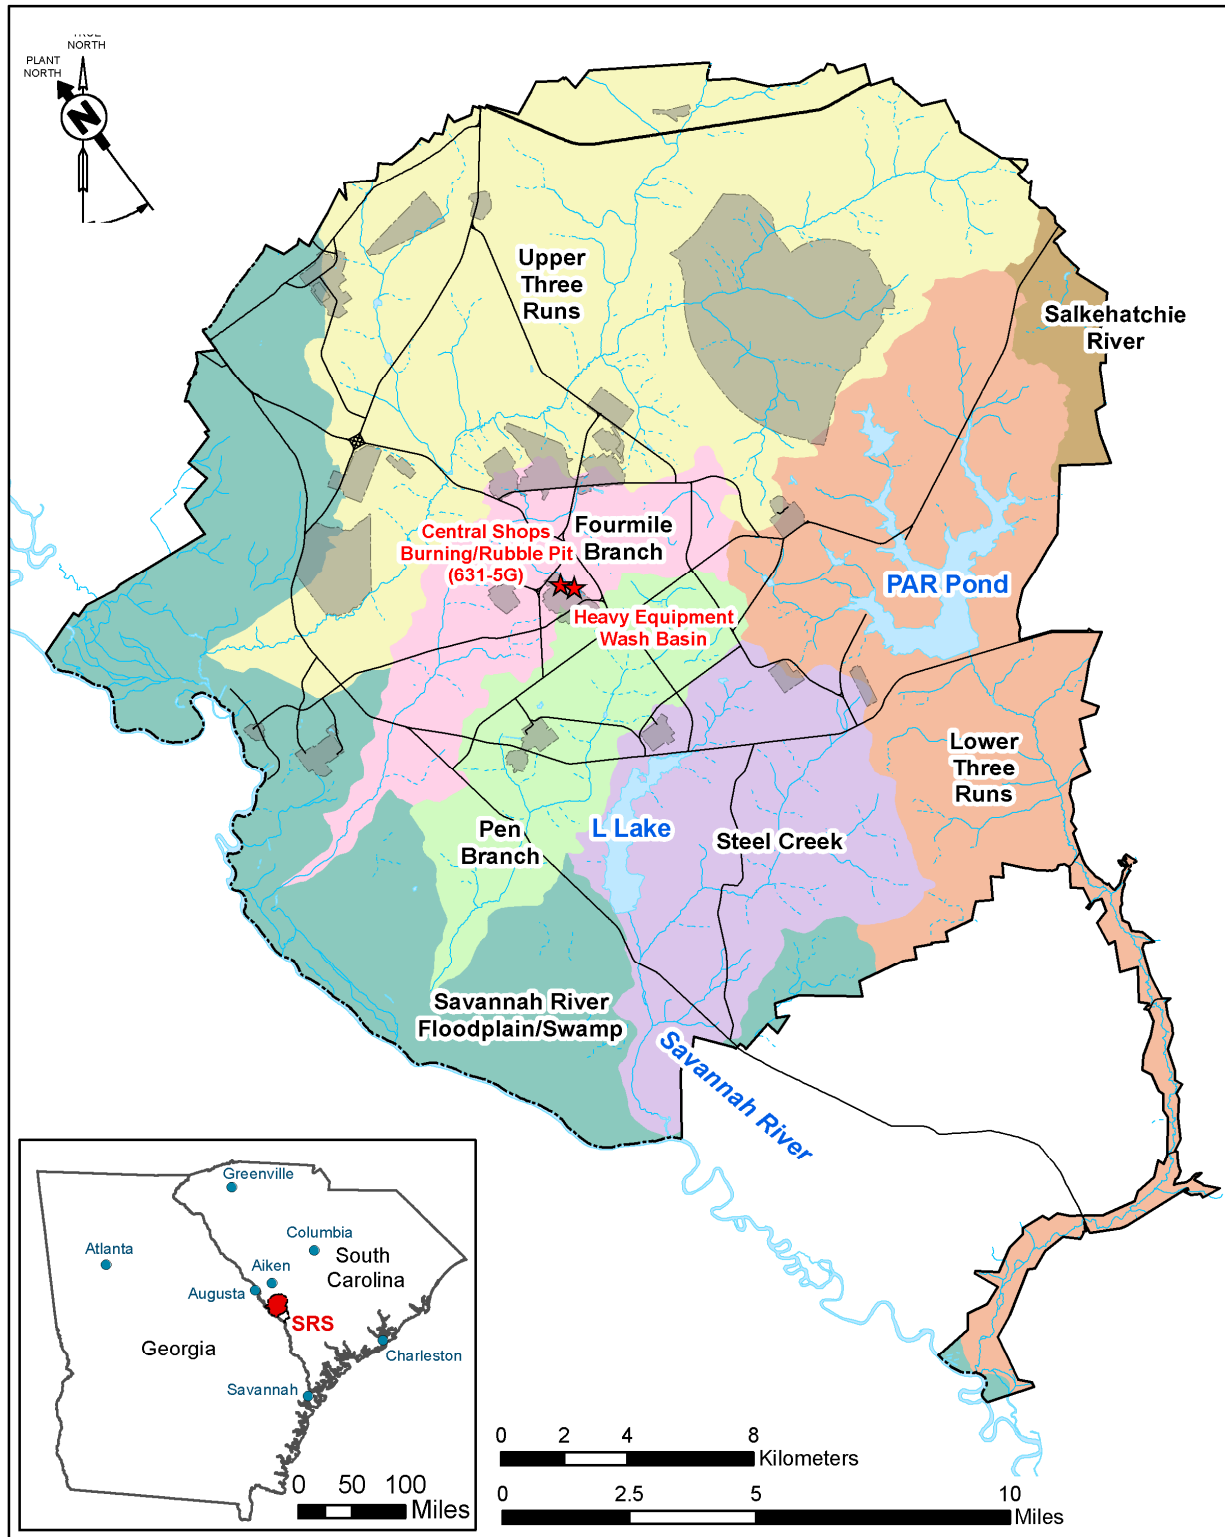 TRUE
NORTH
PLANT
NORTH
N
Upper
Three
Runs
Salkehatchie
River
Central Shops
Burning/Rubble Pit
(631-5G)
Fourmile
Branch
PAR Pond
Heavy Equipment
Wash Basin
Lower
Three
Runs
Pen
Branch
L Lake
Steel Creek
Savannah River
Floodplain/Swamp
Savannah River
Greenville
Atlanta
Columbia
South
Carolina
Aiken
Augusta
SRS
Georgia
Charleston
Savannah
0 50 100
Miles
0 2 4 8
Kilometers
0 2.5 5 10
Miles